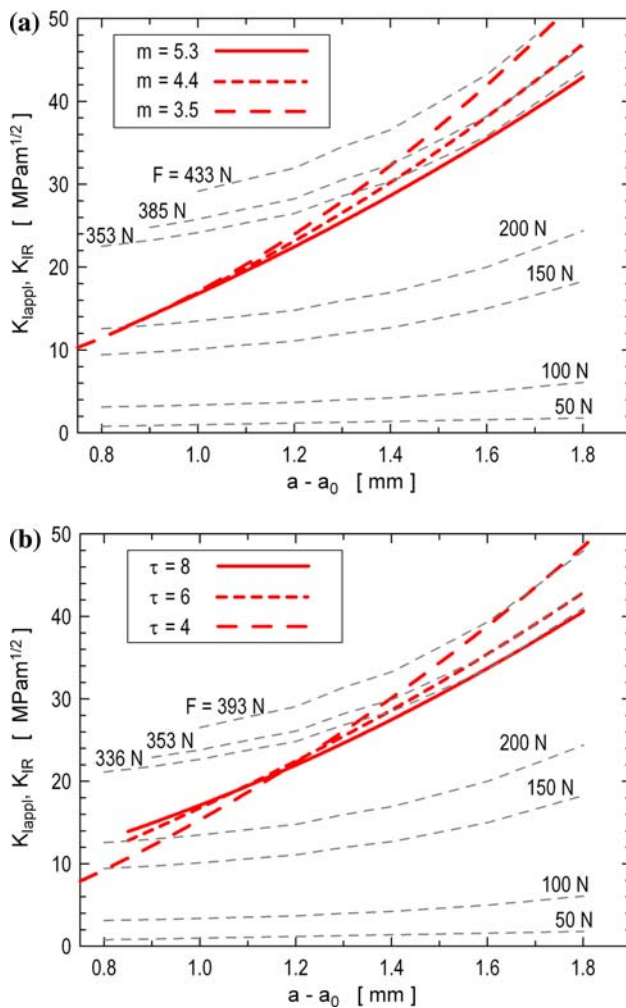 (a)
50
40
30
20
10
0
K_Iappl, K_IR [ MPam^1/2 ]
m = 5.3
m = 4.4
m = 3.5
F = 433 N
385 N
353 N
200 N
150 N
100 N
50 N
0.8 1.0 1.2 1.4 1.6 1.8
a - a_0 [ mm ]
(b)
50
40
30
20
10
0
K_Iappl, K_IR [ MPam^1/2 ]
τ = 8
τ = 6
τ = 4
F = 393 N
353 N
336 N
200 N
150 N
100 N
50 N
0.8 1.0 1.2 1.4 1.6 1.8
a - a_0 [ mm ]